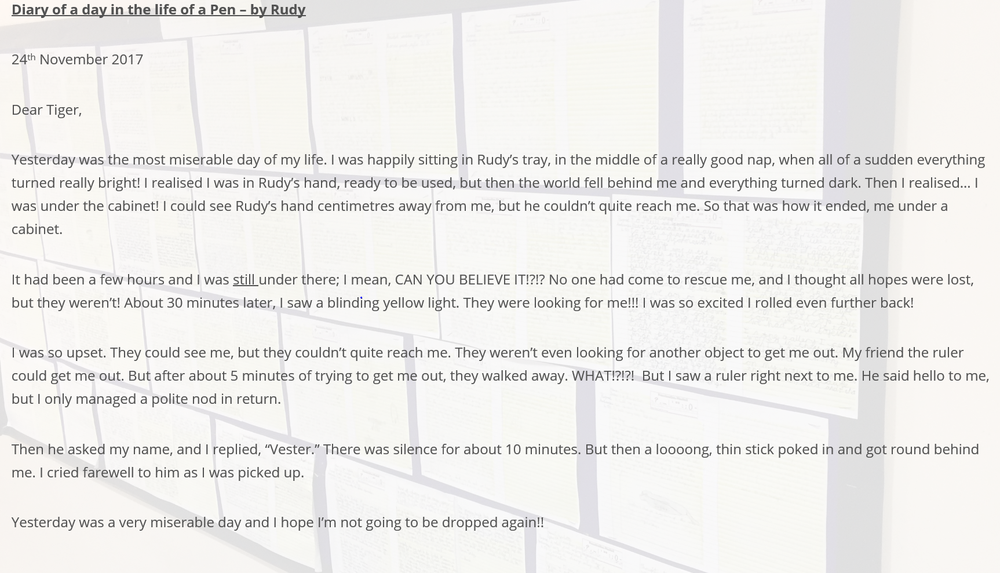 Diary of a day in the life of a Pen – by Rudy
24th November 2017
Dear Tiger,
Yesterday was the most miserable day of my life. I was happily sitting in Rudy’s tray, in the middle of a really good nap, when all of a sudden everything
turned really bright! I realised I was in Rudy’s hand, ready to be used, but then the world fell behind me and everything turned dark. Then I realised… I
was under the cabinet! I could see Rudy’s hand centimetres away from me, but he couldn’t quite reach me. So that was how it ended, me under a
cabinet.
It had been a few hours and I was still under there; I mean, CAN YOU BELIEVE IT!?!? No one had come to rescue me, and I thought all hopes were lost,
but they weren’t! About 30 minutes later, I saw a blinding yellow light. They were looking for me!!! I was so excited I rolled even further back!
I was so upset. They could see me, but they couldn’t quite reach me. They weren’t even looking for another object to get me out. My friend the ruler
could get me out. But after about 5 minutes of trying to get me out, they walked away. WHAT!?!?!  But I saw a ruler right next to me. He said hello to me,
but I only managed a polite nod in return.
Then he asked my name, and I replied, “Vester.” There was silence for about 10 minutes. But then a loooong, thin stick poked in and got round behind
me. I cried farewell to him as I was picked up.
Yesterday was a very miserable day and I hope I’m not going to be dropped again!!